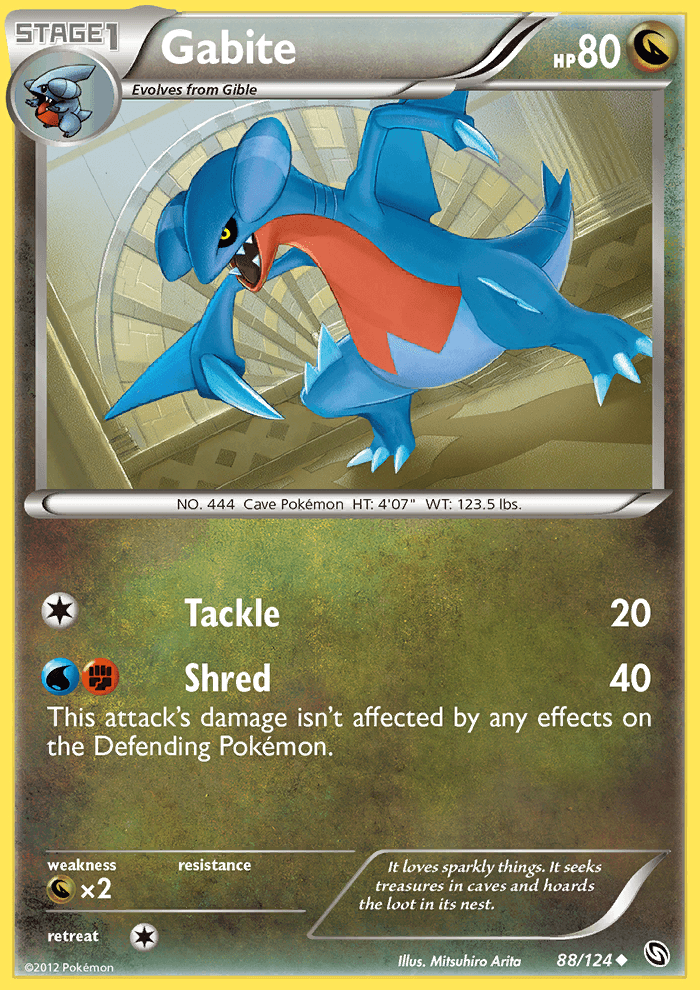 STAGE1
Gabite
HP80
Evolves from Gible
NO. 444 Cave Pokémon HT: 4'07" WT: 123.5 lbs.
Tackle 20
Shred 40
This attack's damage isn't affected by any effects on
the Defending Pokémon.
weakness resistance
×2
retreat
It loves sparkly things. It seeks
treasures in caves and hoards
the loot in its nest.
©2012 Pokémon
Illus. Mitsuhiro Arita
88/124